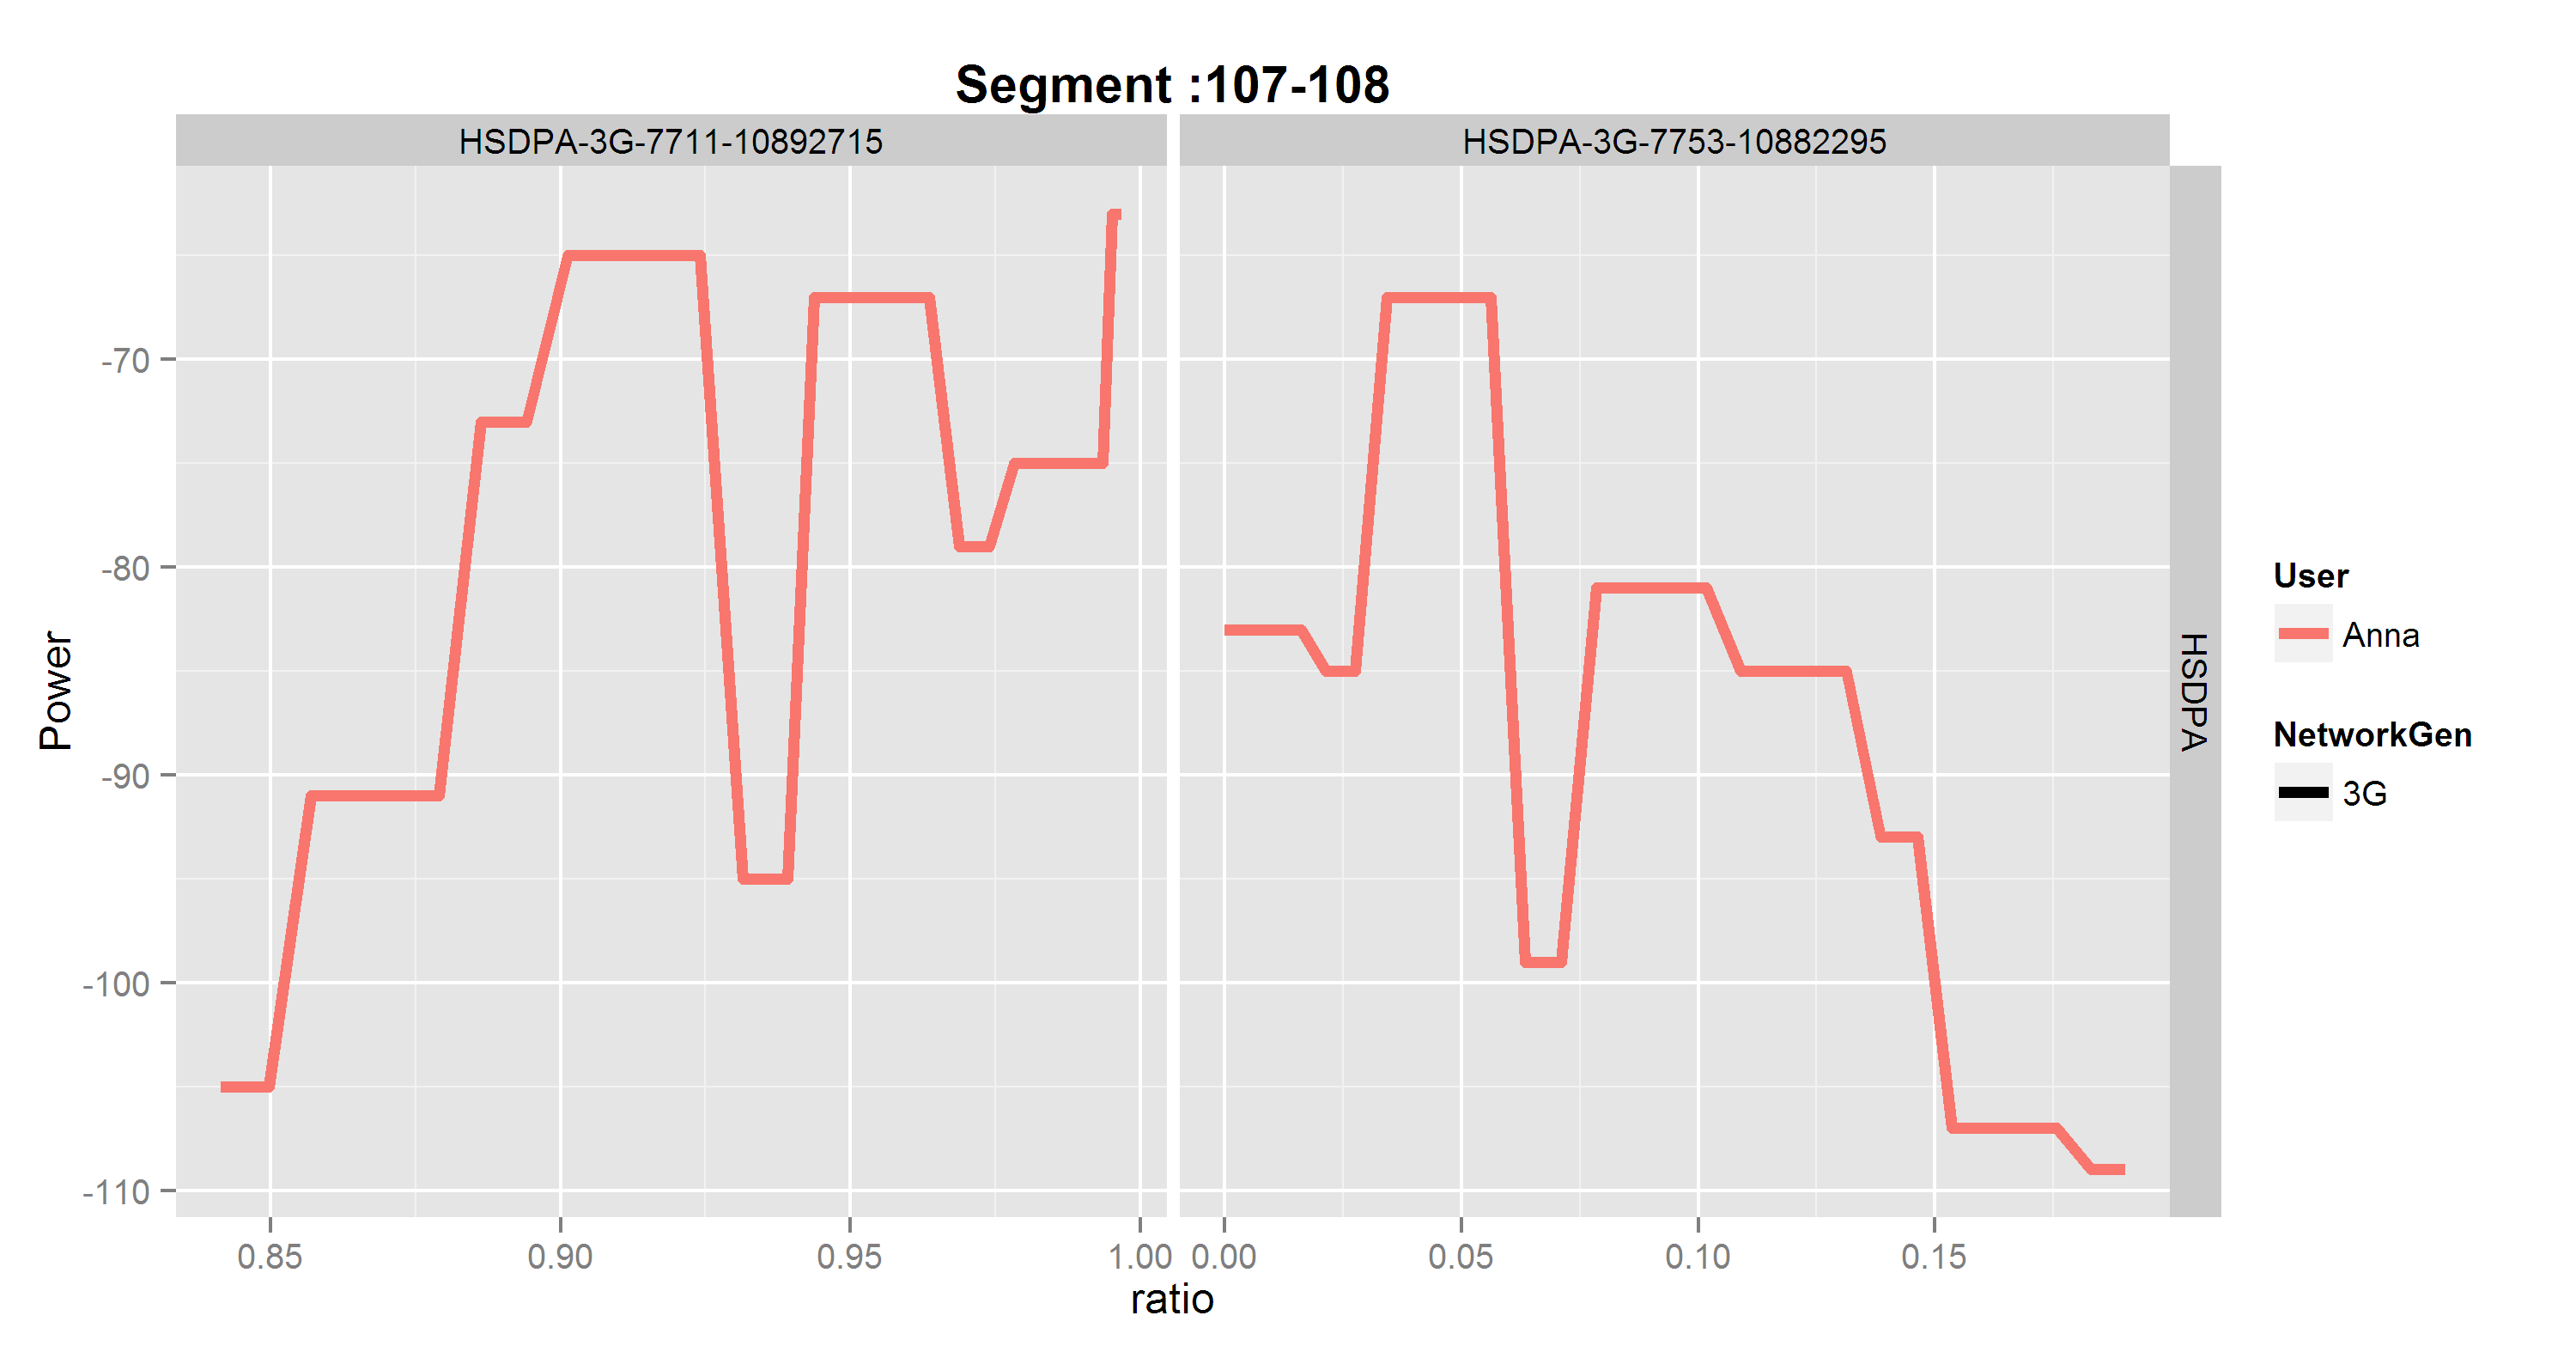 Segment :107-108
HSDPA-3G-7711-10892715
HSDPA-3G-7753-10882295
Power
-70
-80
-90
-100
-110
HSDPA
0.85 0.90 0.95 1.00
0.00 0.05 0.10 0.15
ratio
User
Anna
NetworkGen
3G